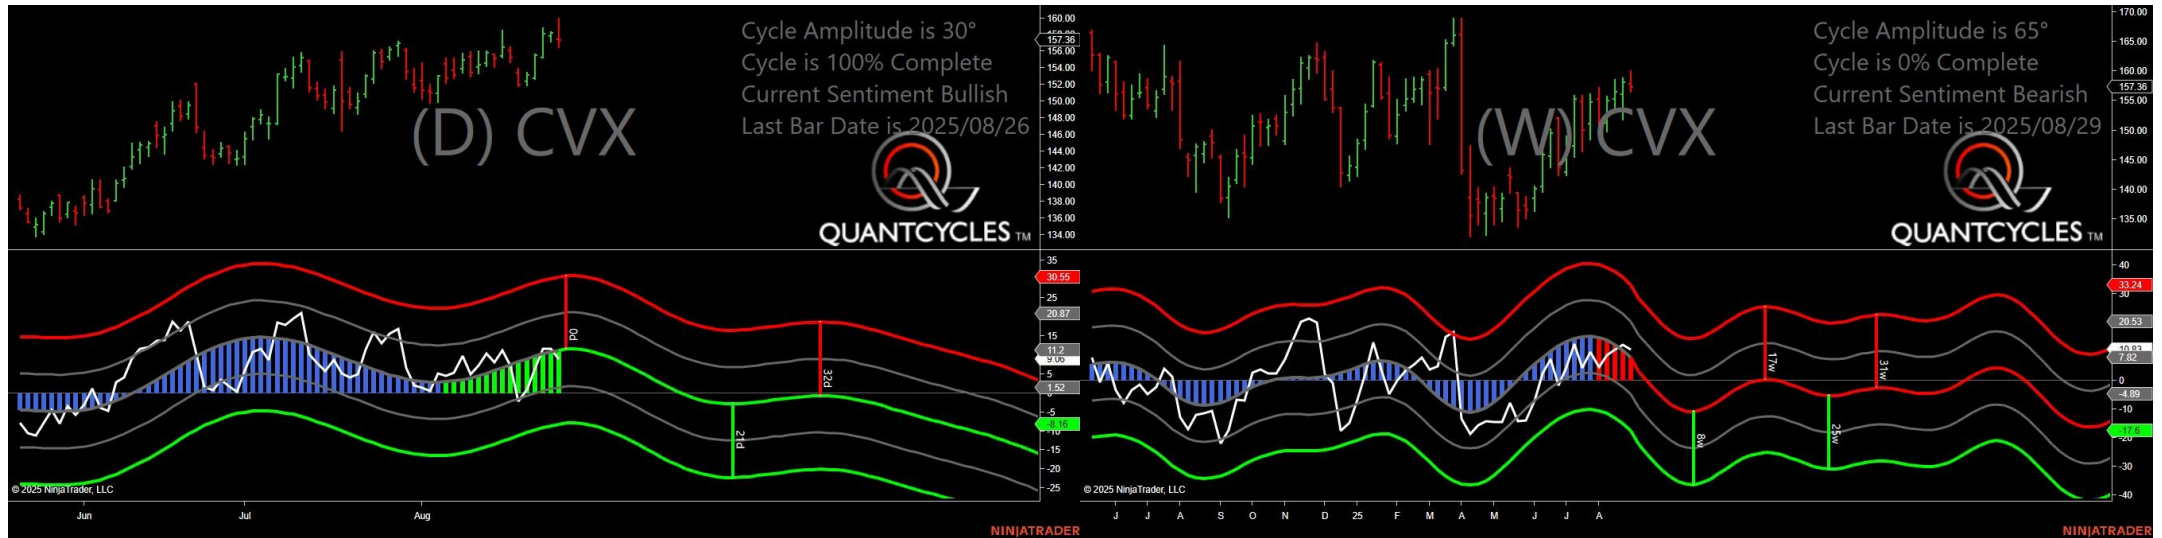 Cycle Amplitude is 30°
Cycle is 100% Complete
Current Sentiment Bullish
Last Bar Date is 2025/08/26
(D) CVX
QUANTCYCLES TM
160.00
157.36
156.00
154.00
152.00
150.00
148.00
146.00
144.00
142.00
140.00
138.00
136.00
134.00
35
30.55
25
20.87
15
11.2
9.06
5
1.52
-5
-8.16
-10
-15
-20
-25
0d
21d
32d
© 2025 NinjaTrader, LLC
Jun Jul Aug
NINJATRADER
Cycle Amplitude is 65°
Cycle is 0% Complete
Current Sentiment Bearish
Last Bar Date is 2025/08/29
(W) CVX
QUANTCYCLES TM
170.00
165.00
160.00
157.36
155.00
150.00
145.00
140.00
135.00
40
33.24
30
20.53
7.82
0
-4.89
-10
-17.6
-20
-30
-40
8w
17w
25w
31w
© 2025 NinjaTrader, LLC
J J A S O N D 25 F M A M J J A
NINJATRADER